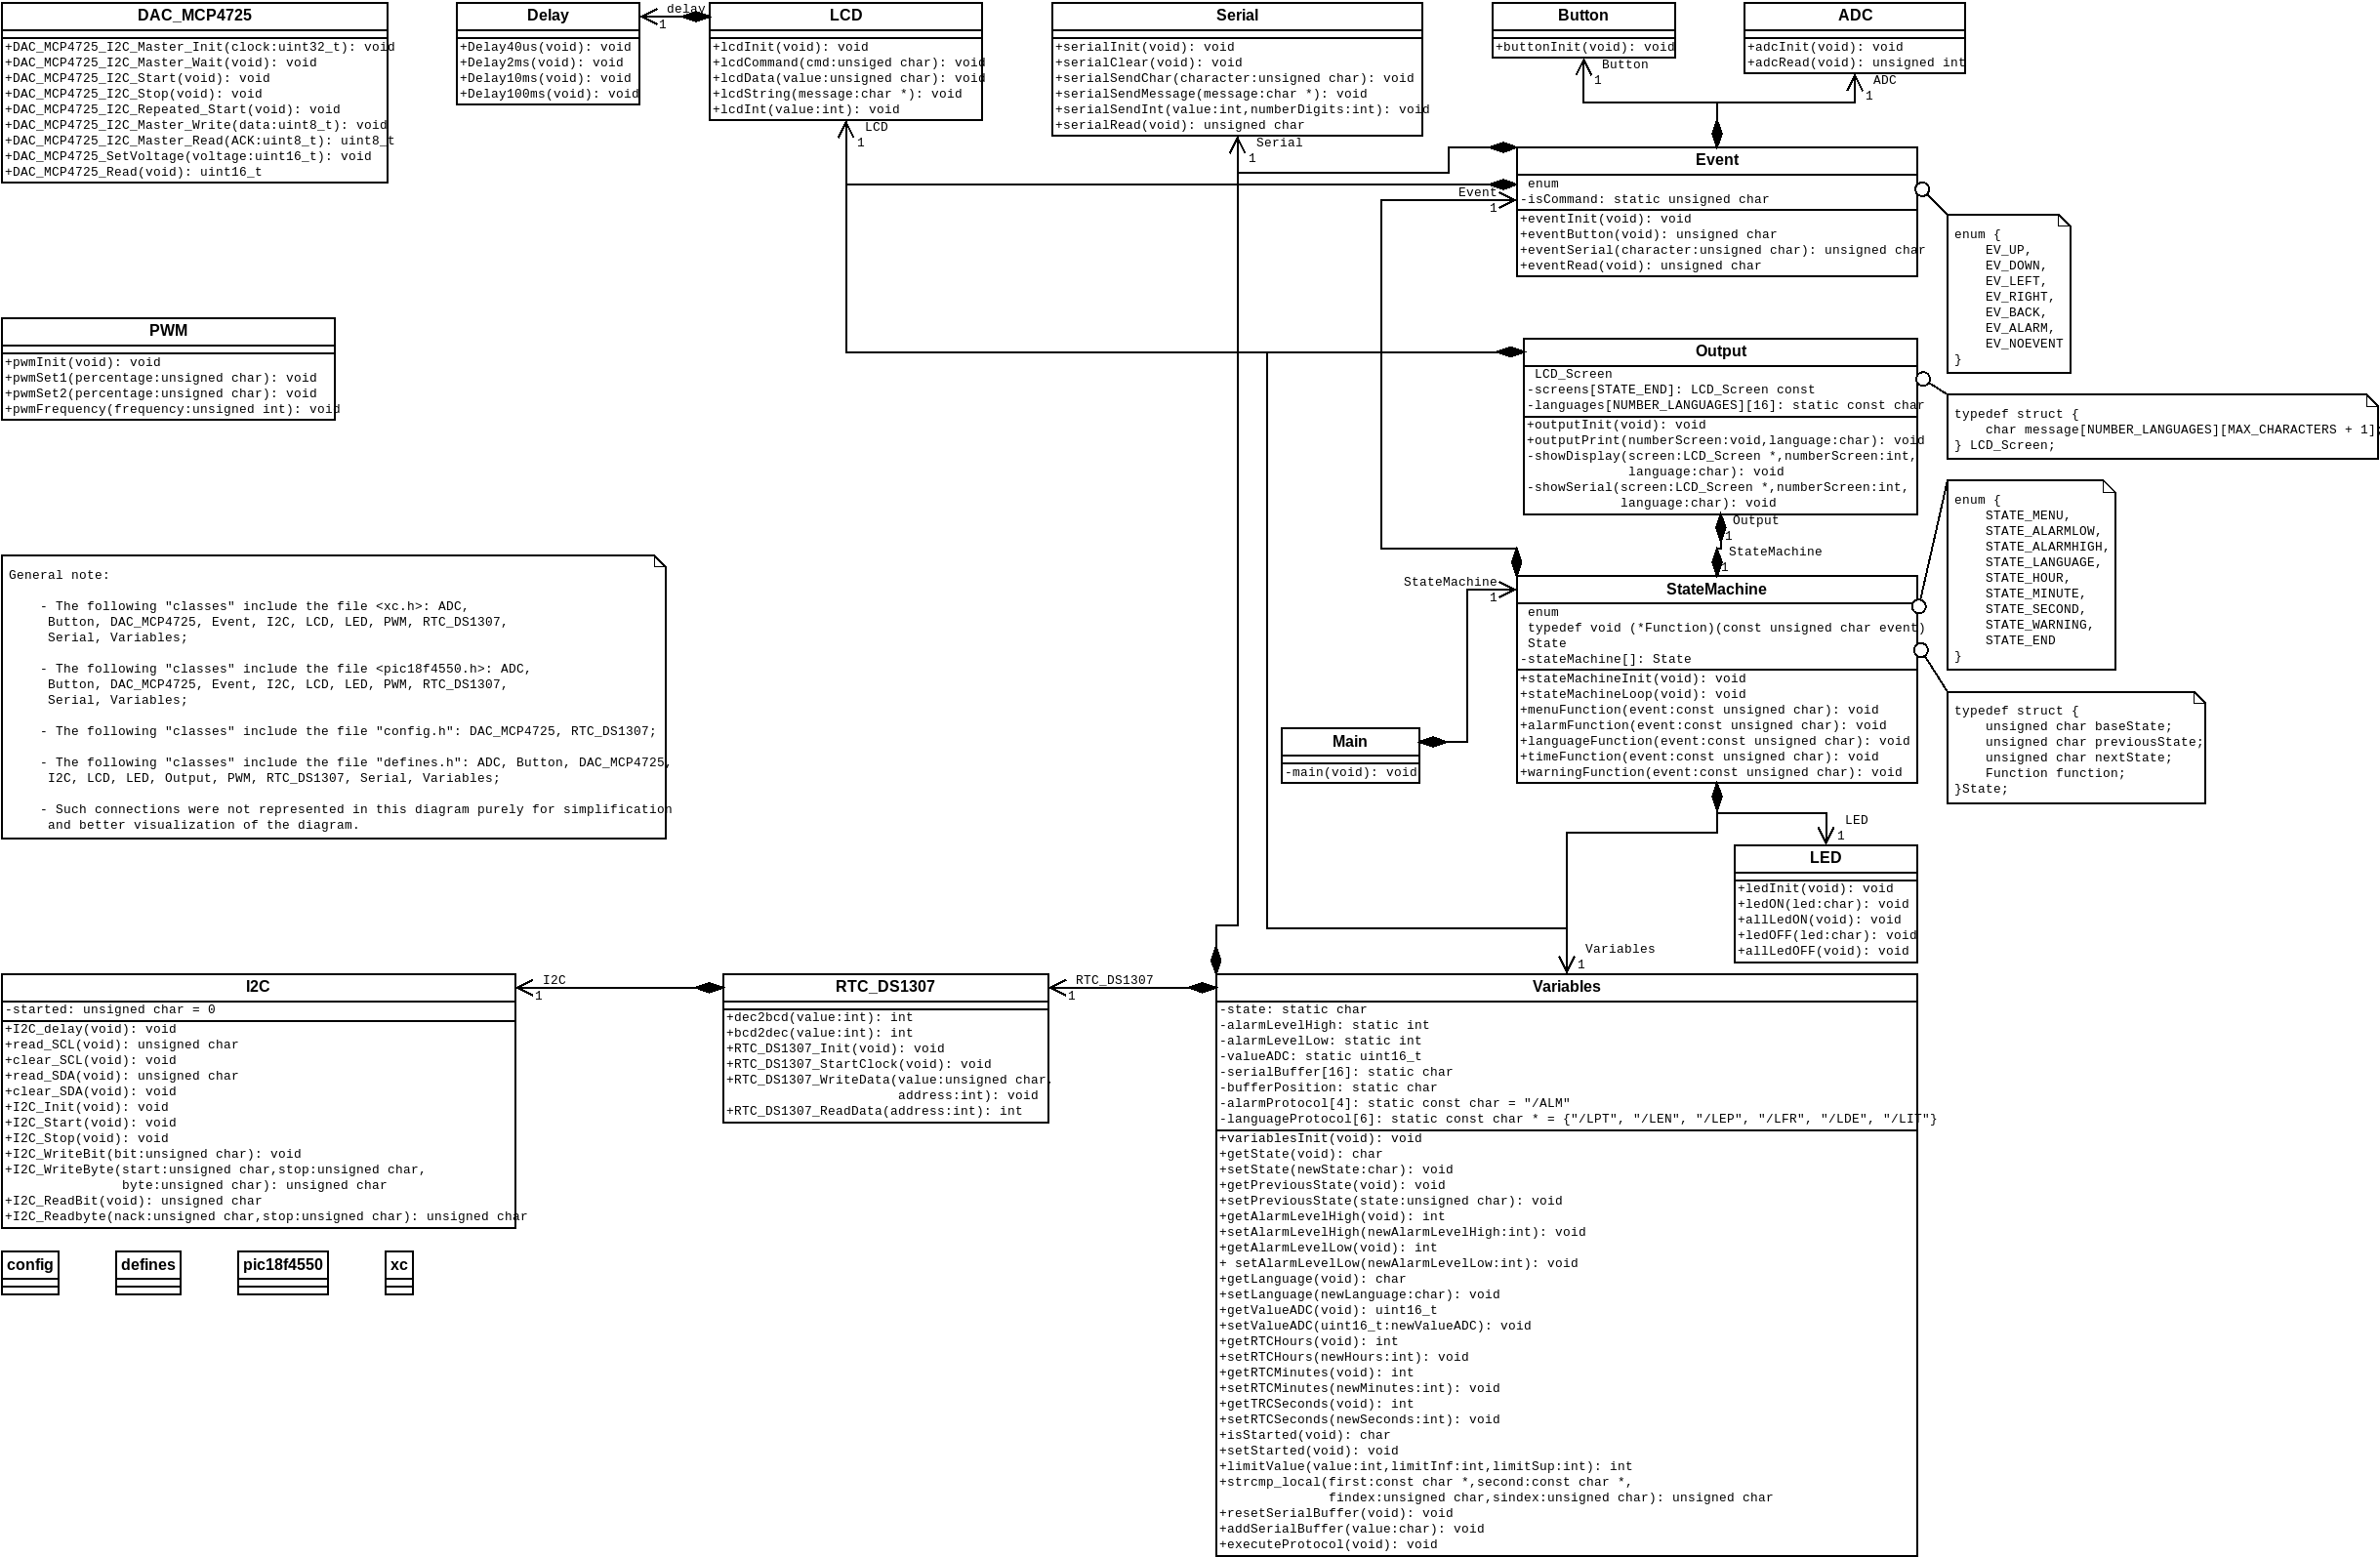 DAC_MCP4725
+DAC_MCP4725_I2C_Master_Init(clock:uint32_t): void
+DAC_MCP4725_I2C_Master_Wait(void): void
+DAC_MCP4725_I2C_Start(void): void
+DAC_MCP4725_I2C_Stop(void): void
+DAC_MCP4725_I2C_Repeated_Start(void): void
+DAC_MCP4725_I2C_Master_Write(data:uint8_t): void
+DAC_MCP4725_I2C_Master_Read(ACK:uint8_t): uint8_t
+DAC_MCP4725_SetVoltage(voltage:uint16_t): void
+DAC_MCP4725_Read(void): uint16_t
Delay
+Delay40us(void): void
+Delay2ms(void): void
+Delay10ms(void): void
+Delay100ms(void): void
delay
1
LCD
+lcdInit(void): void
+lcdCommand(cmd:unsiged char): void
+lcdData(value:unsigned char): void
+lcdString(message:char *): void
+lcdInt(value:int): void
LCD
1
Serial
+serialInit(void): void
+serialClear(void): void
+serialSendChar(character:unsigned char): void
+serialSendMessage(message:char *): void
+serialSendInt(value:int,numberDigits:int): void
+serialRead(void): unsigned char
Serial
1
Button
+buttonInit(void): void
Button
1
ADC
+adcInit(void): void
+adcRead(void): unsigned int
ADC
1
Event
enum
-isCommand: static unsigned char
+eventInit(void): void
+eventButton(void): unsigned char
+eventSerial(character:unsigned char): unsigned char
+eventRead(void): unsigned char
Event
1
enum {
EV_UP,
EV_DOWN,
EV_LEFT,
EV_RIGHT,
EV_BACK,
EV_ALARM,
EV_NOEVENT
}
PWM
+pwmInit(void): void
+pwmSet1(percentage:unsigned char): void
+pwmSet2(percentage:unsigned char): void
+pwmFrequency(frequency:unsigned int): void
Output
LCD_Screen
-screens[STATE_END]: LCD_Screen const
-languages[NUMBER_LANGUAGES][16]: static const char
+outputInit(void): void
+outputPrint(numberScreen:void,language:char): void
-showDisplay(screen:LCD_Screen *,numberScreen:int,
language:char): void
-showSerial(screen:LCD_Screen *,numberScreen:int,
language:char): void
Output
1
typedef struct {
char message[NUMBER_LANGUAGES][MAX_CHARACTERS + 1];
} LCD_Screen;
enum {
STATE_MENU,
STATE_ALARMLOW,
STATE_ALARMHIGH,
STATE_LANGUAGE,
STATE_HOUR,
STATE_MINUTE,
STATE_SECOND,
STATE_WARNING,
STATE_END
}
General note:
- The following "classes" include the file <xc.h>: ADC,
Button, DAC_MCP4725, Event, I2C, LCD, LED, PWM, RTC_DS1307,
Serial, Variables;
- The following "classes" include the file <pic18f4550.h>: ADC,
Button, DAC_MCP4725, Event, I2C, LCD, LED, PWM, RTC_DS1307,
Serial, Variables;
- The following "classes" include the file "config.h": DAC_MCP4725, RTC_DS1307;
- The following "classes" include the file "defines.h": ADC, Button, DAC_MCP4725,
I2C, LCD, LED, Output, PWM, RTC_DS1307, Serial, Variables;
- Such connections were not represented in this diagram purely for simplification
and better visualization of the diagram.
StateMachine
1
StateMachine
1
StateMachine
enum
typedef void (*Function)(const unsigned char event)
State
-stateMachine[]: State
+stateMachineInit(void): void
+stateMachineLoop(void): void
+menuFunction(event:const unsigned char): void
+alarmFunction(event:const unsigned char): void
+languageFunction(event:const unsigned char): void
+timeFunction(event:const unsigned char): void
+warningFunction(event:const unsigned char): void
typedef struct {
unsigned char baseState;
unsigned char previousState;
unsigned char nextState;
Function function;
}State;
Main
-main(void): void
LED
1
LED
+ledInit(void): void
+ledON(led:char): void
+allLedON(void): void
+ledOFF(led:char): void
+allLedOFF(void): void
I2C
-started: unsigned char = 0
+I2C_delay(void): void
+read_SCL(void): unsigned char
+clear_SCL(void): void
+read_SDA(void): unsigned char
+clear_SDA(void): void
+I2C_Init(void): void
+I2C_Start(void): void
+I2C_Stop(void): void
+I2C_WriteBit(bit:unsigned char): void
+I2C_WriteByte(start:unsigned char,stop:unsigned char,
byte:unsigned char): unsigned char
+I2C_ReadBit(void): unsigned char
+I2C_Readbyte(nack:unsigned char,stop:unsigned char): unsigned char
I2C
1
RTC_DS1307
+dec2bcd(value:int): int
+bcd2dec(value:int): int
+RTC_DS1307_Init(void): void
+RTC_DS1307_StartClock(void): void
+RTC_DS1307_WriteData(value:unsigned char,
address:int): void
+RTC_DS1307_ReadData(address:int): int
RTC_DS1307
1
Variables
1
Variables
-state: static char
-alarmLevelHigh: static int
-alarmLevelLow: static int
-valueADC: static uint16_t
-serialBuffer[16]: static char
-bufferPosition: static char
-alarmProtocol[4]: static const char = "/ALM"
-languageProtocol[6]: static const char * = {"/LPT", "/LEN", "/LEP", "/LFR", "/LDE", "/LIT"}
+variablesInit(void): void
+getState(void): char
+setState(newState:char): void
+getPreviousState(void): void
+setPreviousState(state:unsigned char): void
+getAlarmLevelHigh(void): int
+setAlarmLevelHigh(newAlarmLevelHigh:int): void
+getAlarmLevelLow(void): int
+ setAlarmLevelLow(newAlarmLevelLow:int): void
+getLanguage(void): char
+setLanguage(newLanguage:char): void
+getValueADC(void): uint16_t
+setValueADC(uint16_t:newValueADC): void
+getRTCHours(void): int
+setRTCHours(newHours:int): void
+getRTCMinutes(void): int
+setRTCMinutes(newMinutes:int): void
+getTRCSeconds(void): int
+setRTCSeconds(newSeconds:int): void
+isStarted(void): char
+setStarted(void): void
+limitValue(value:int,limitInf:int,limitSup:int): int
+strcmp_local(first:const char *,second:const char *,
findex:unsigned char,sindex:unsigned char): unsigned char
+resetSerialBuffer(void): void
+addSerialBuffer(value:char): void
+executeProtocol(void): void
config
defines
pic18f4550
xc